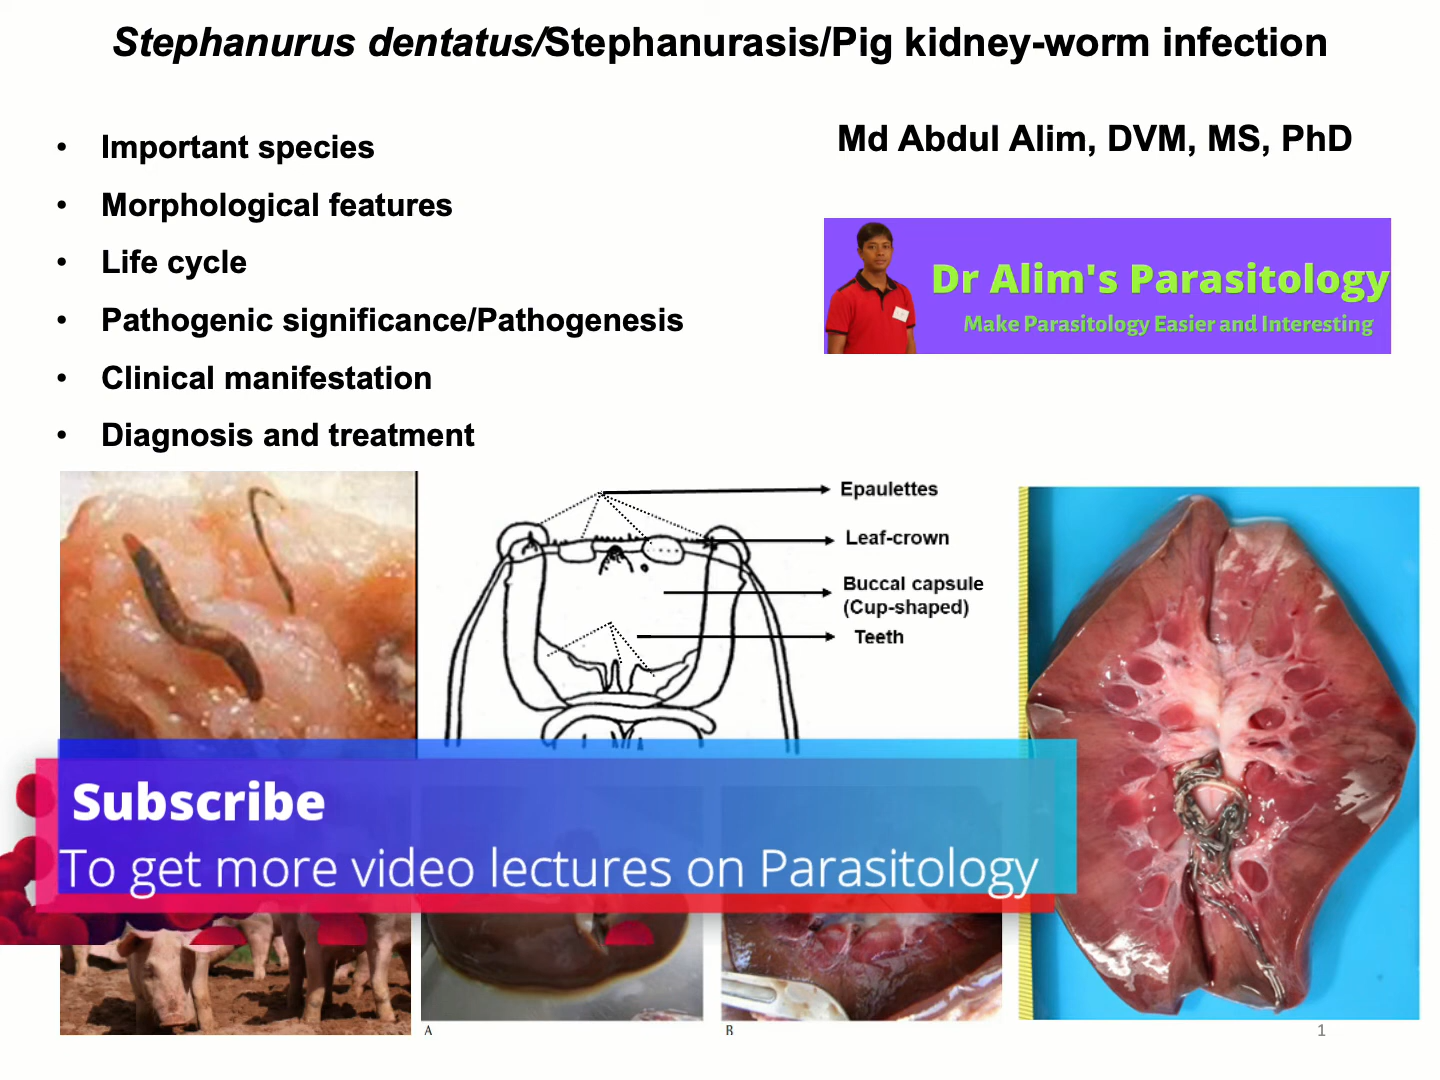 Stephanurus dentatus/Stephanurasis/Pig kidney-worm infection
• Important species
• Morphological features
• Life cycle
• Pathogenic significance/Pathogenesis
• Clinical manifestation
• Diagnosis and treatment
Md Abdul Alim, DVM, MS, PhD
Dr Alim's Parasitology
Make Parasitology Easier and Interesting
Epaulettes
Leaf-crown
Buccal capsule
(Cup-shaped)
Teeth
Subscribe
To get more video lectures on Parasitology
A
B
1